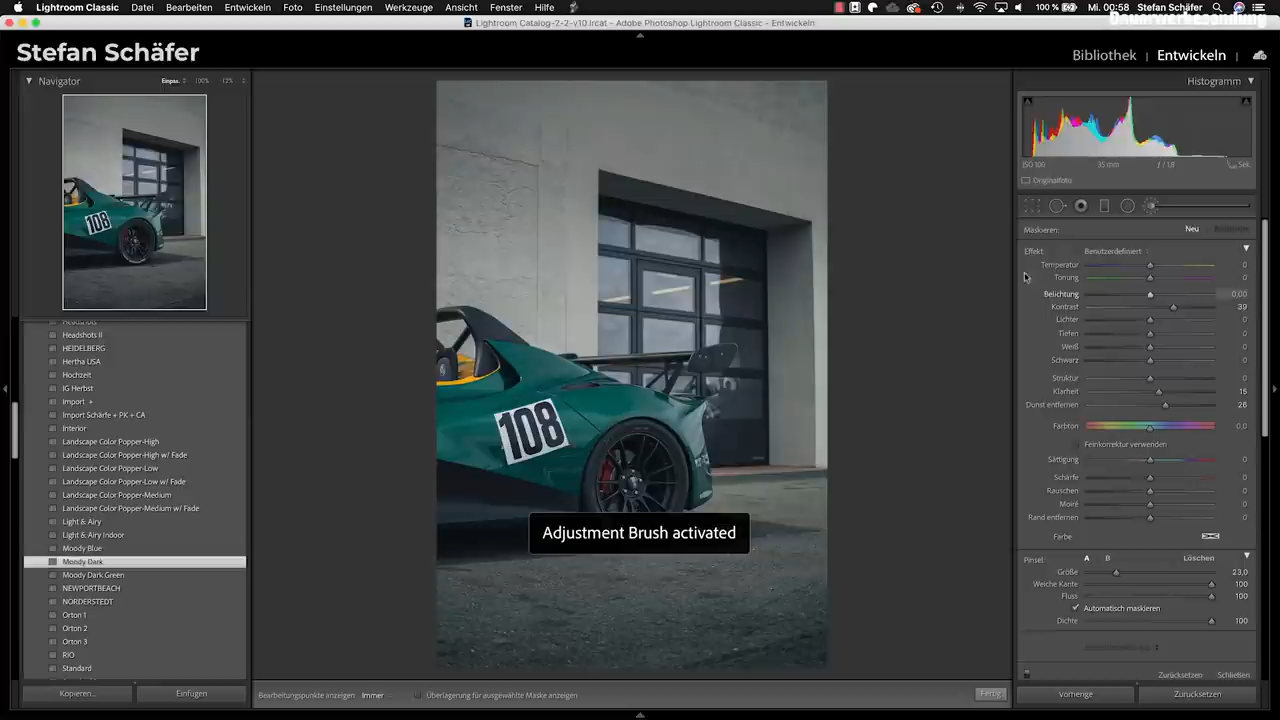 Lightroom Classic Datei Bearbeiten Entwickeln Foto Einstellungen Werkzeuge Ansicht Fenster Hilfe 100 % Mi. 00:58 Stefan Schäfer
Lightroom Catalog-2-2-v10.lrcat - Adobe Photoshop Lightroom Classic - Entwickeln
Dauerwerbesendung
Stefan Schäfer
Bibliothek Entwickeln
Navigator Einpas. 100%
Histogramm
ISO 100 35 mm ƒ / 1,8 Sek.
Originalfoto
Maskieren: Neu
Effekt Benutzerdefiniert
Temperatur 0
Tonung 0
Belichtung 0,00
Kontrast 39
Lichter 0
Tiefen 0
Weiß 0
Schwarz 0
Struktur 0
Klarheit 15
Dunst entfernen 26
Farbton 0,0
Feinkorrektur verwenden
Sättigung 0
Schärfe 0
Rauschen 0
Moiré 0
Rand entfernen 0
Farbe
Pinsel: A B Löschen
Größe 23,0
Weiche Kante 100
Fluss 100
Automatisch maskieren
Dichte 100
Zurücksetzen Schließen
Vorherige Zurücksetzen
Headshots
Headshots II
HEIDELBERG
Hertha USA
Hochzeit
IG Herbst
Import +
Import Schärfe + PK + CA
Interior
Landscape Color Popper-High
Landscape Color Popper-High w/ Fade
Landscape Color Popper-Low
Landscape Color Popper-Low w/ Fade
Landscape Color Popper-Medium
Landscape Color Popper-Medium w/ Fade
Light & Airy
Light & Airy Indoor
Moody Blue
Moody Dark
Moody Dark Green
NEWPORTBEACH
NORDERSTEDT
Orton 1
Orton 2
Orton 3
RIO
Standard
Kopieren... Einfügen
108
108
Adjustment Brush activated
Bearbeitungspunkte anzeigen: Immer Überlagerung für ausgewählte Maske anzeigen Fertig